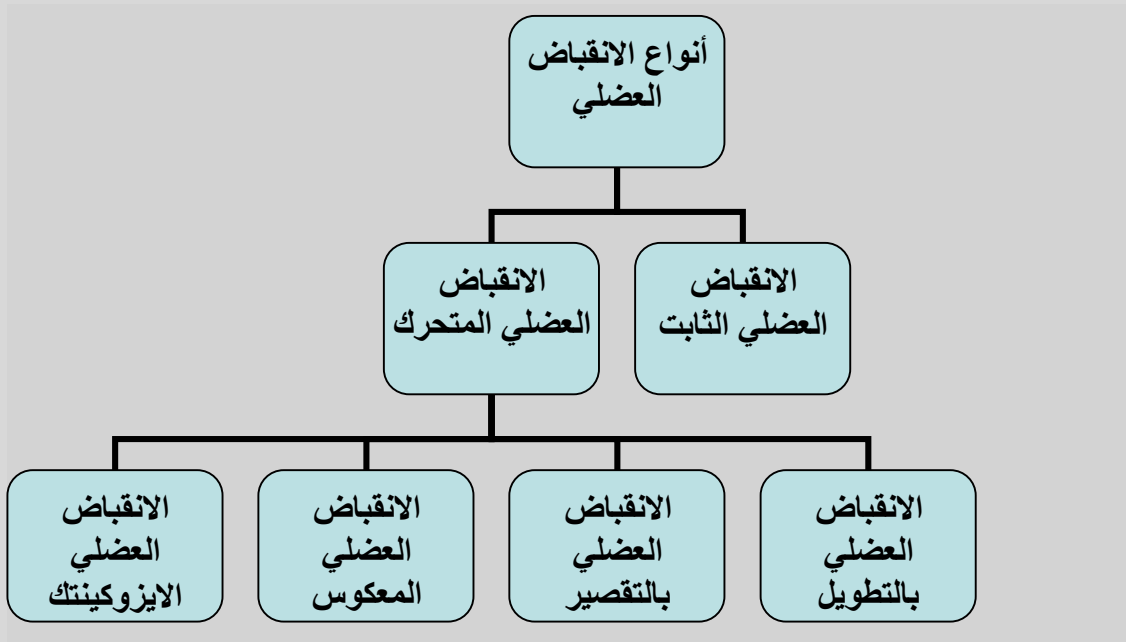 أنواع الانقباض
العضلي
الانقباض
العضلي الثابت
الانقباض
العضلي المتحرك
الانقباض
العضلي
بالتطويل
الانقباض
العضلي
بالتقصير
الانقباض
العضلي
المعكوس
الانقباض
العضلي
الايزوكينتك